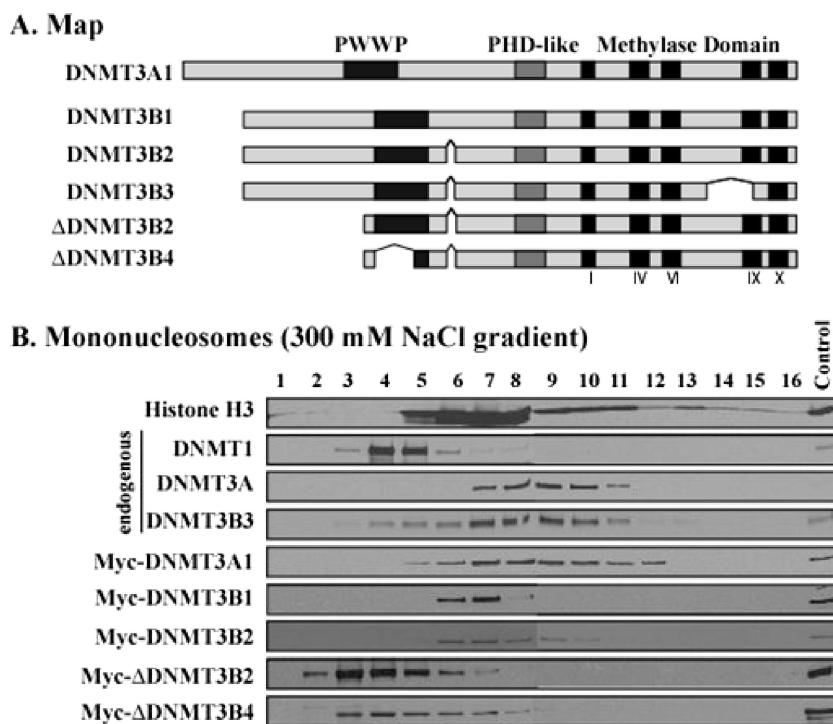 A. Map
PWWP PHD-like Methylase Domain
DNMT3A1
DNMT3B1
DNMT3B2
DNMT3B3
ΔDNMT3B2
ΔDNMT3B4
I IV VI IX X
B. Mononucleosomes (300 mM NaCl gradient)
1 2 3 4 5 6 7 8 9 10 11 12 13 14 15 16 Control
Histone H3
endogenous
DNMT1
DNMT3A
DNMT3B3
Myc-DNMT3A1
Myc-DNMT3B1
Myc-DNMT3B2
Myc-ΔDNMT3B2
Myc-ΔDNMT3B4